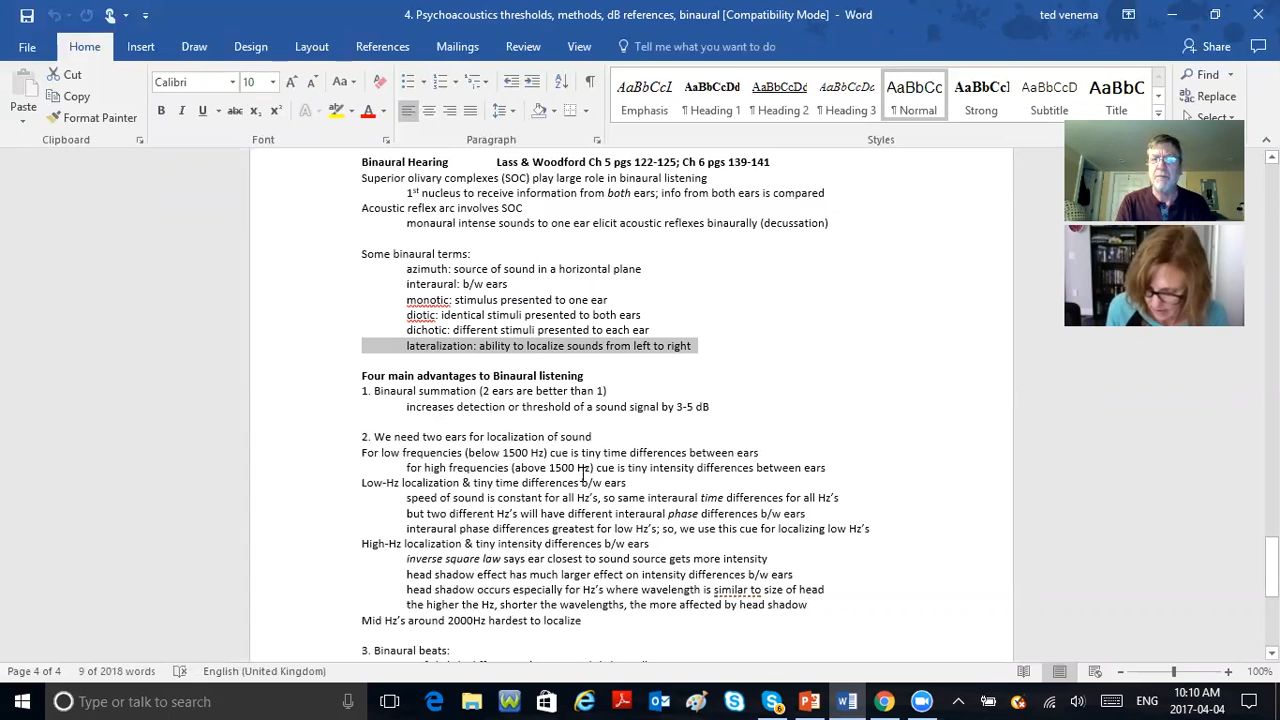 4. Psychoacoustics thresholds, methods, dB references, binaural [Compatibility Mode] - Word
ted venema
File Home Insert Draw Design Layout References Mailings Review View Tell me what you want to do Share
Paste
Cut
Copy
Format Painter
Clipboard
Calibri 10
Font
Paragraph
AaBbCcI AaBbCcDd AaBbCcDd AaBbCcDd AaBbCc AaBbCc AaBbCcD AaBbC
Emphasis ¶ Heading 1 ¶ Heading 2 ¶ Heading 3 ¶ Normal Strong Subtitle Title
Styles
Find
Replace
Select
Binaural Hearing Lass & Woodford Ch 5 pgs 122-125; Ch 6 pgs 139-141
Superior olivary complexes (SOC) play large role in binaural listening
1st nucleus to receive information from both ears; info from both ears is compared
Acoustic reflex arc involves SOC
monaural intense sounds to one ear elicit acoustic reflexes binaurally (decussation)
Some binaural terms:
azimuth: source of sound in a horizontal plane
interaural: b/w ears
monotic: stimulus presented to one ear
diotic: identical stimuli presented to both ears
dichotic: different stimuli presented to each ear
lateralization: ability to localize sounds from left to right
Four main advantages to Binaural listening
1. Binaural summation (2 ears are better than 1)
increases detection or threshold of a sound signal by 3-5 dB
2. We need two ears for localization of sound
For low frequencies (below 1500 Hz) cue is tiny time differences between ears
for high frequencies (above 1500 Hz) cue is tiny intensity differences between ears
Low-Hz localization & tiny time differences b/w ears
speed of sound is constant for all Hz's, so same interaural time differences for all Hz's
but two different Hz's will have different interaural phase differences b/w ears
interaural phase differences greatest for low Hz's; so, we use this cue for localizing low Hz's
High-Hz localization & tiny intensity differences b/w ears
inverse square law says ear closest to sound source gets more intensity
head shadow effect has much larger effect on intensity differences b/w ears
head shadow occurs especially for Hz's where wavelength is similar to size of head
the higher the Hz, shorter the wavelengths, the more affected by head shadow
Mid Hz's around 2000Hz hardest to localize
3. Binaural beats:
Page 4 of 4 9 of 2018 words English (United Kingdom) 100%
Type or talk to search
ENG
10:10 AM
2017-04-04